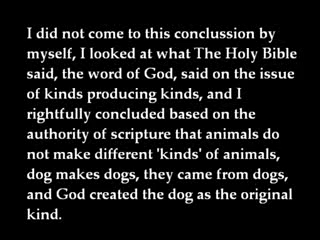 I did not come to this conclussion by
myself, I looked at what The Holy Bible
said, the word of God, said on the issue
of kinds producing kinds, and I
rightfully concluded based on the
authority of scripture that animals do
not make different 'kinds' of animals,
dog makes dogs, they came from dogs,
and God created the dog as the original
kind.